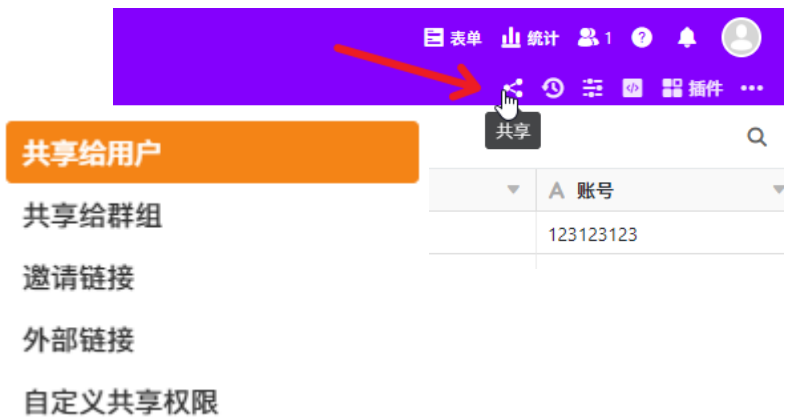 表单 统计 1
插件
共享
共享给用户
A 账号
共享给群组
123123123
邀请链接
外部链接
自定义共享权限